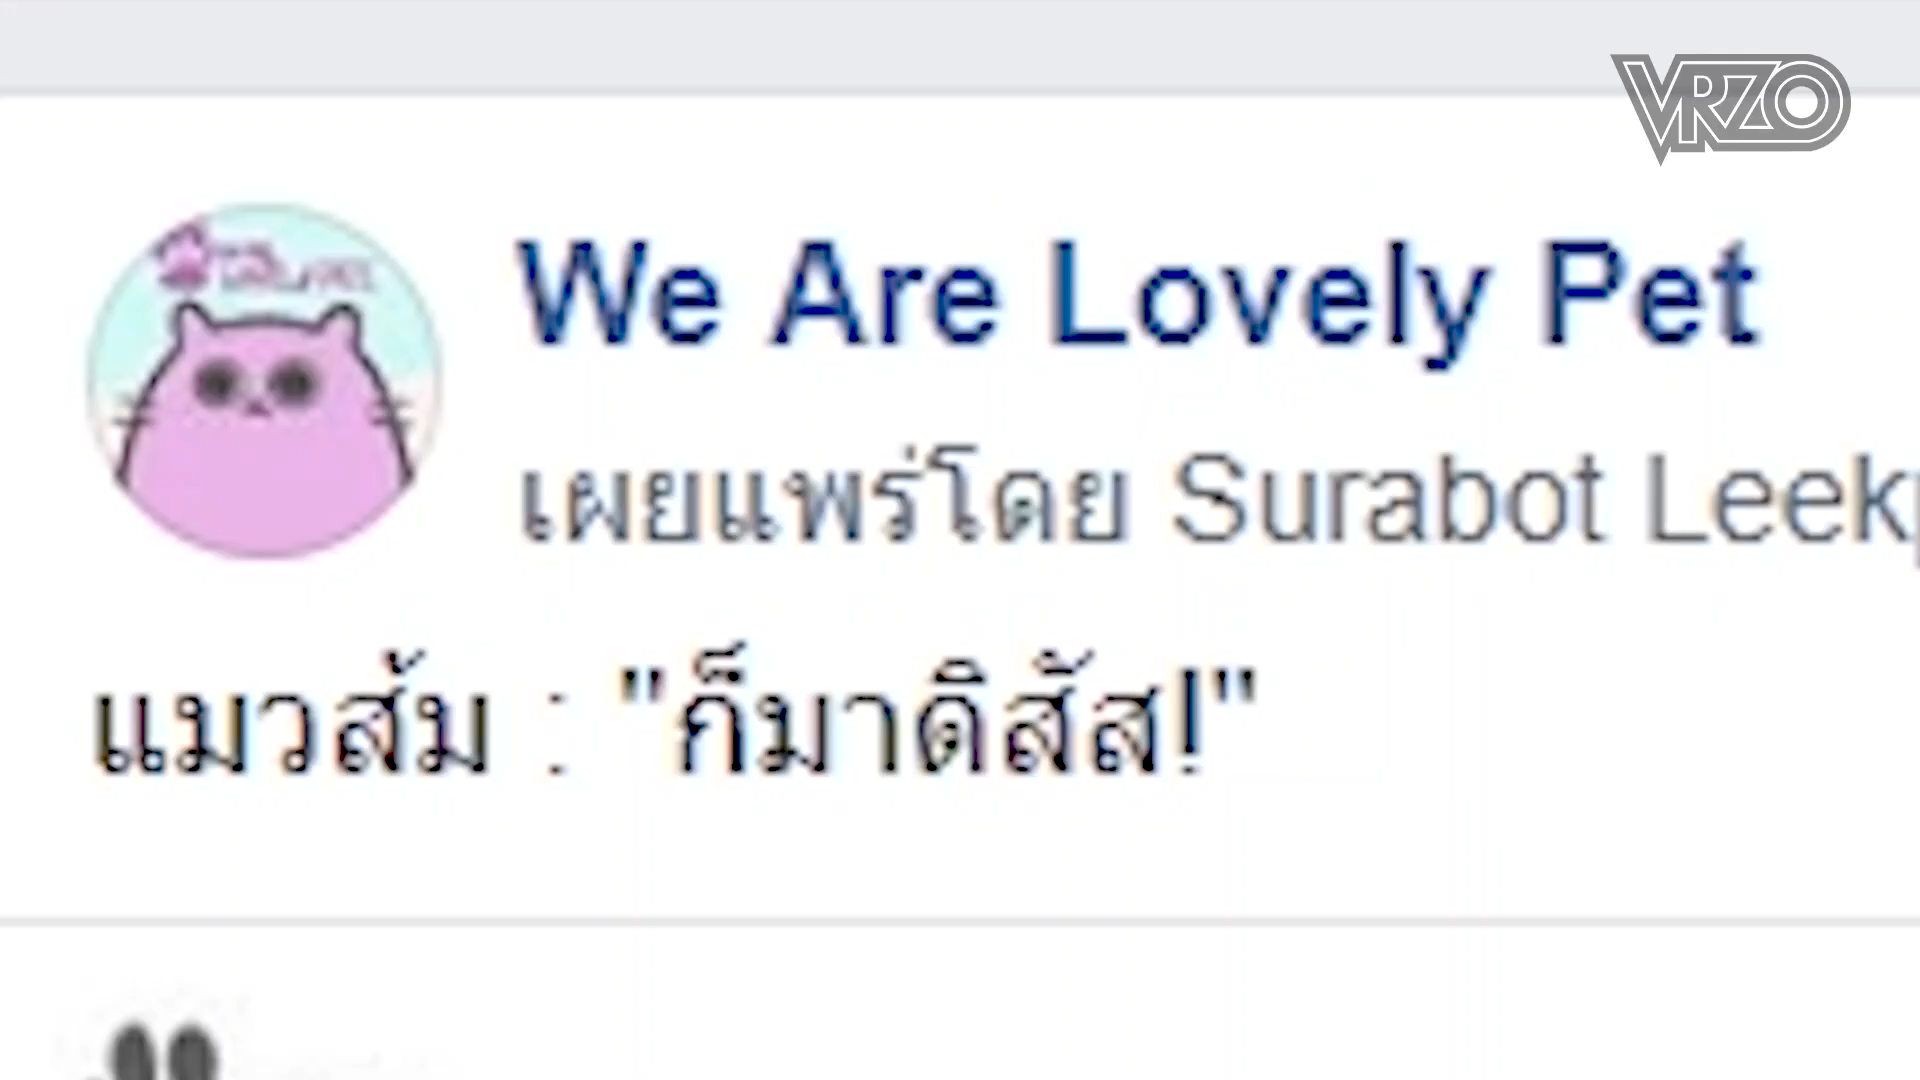 VRZO
We Are Lovely Pet
เผยแพร่โดย Surabot Leekp
แมวส้ม : "ก็มาดิสั้ส!"